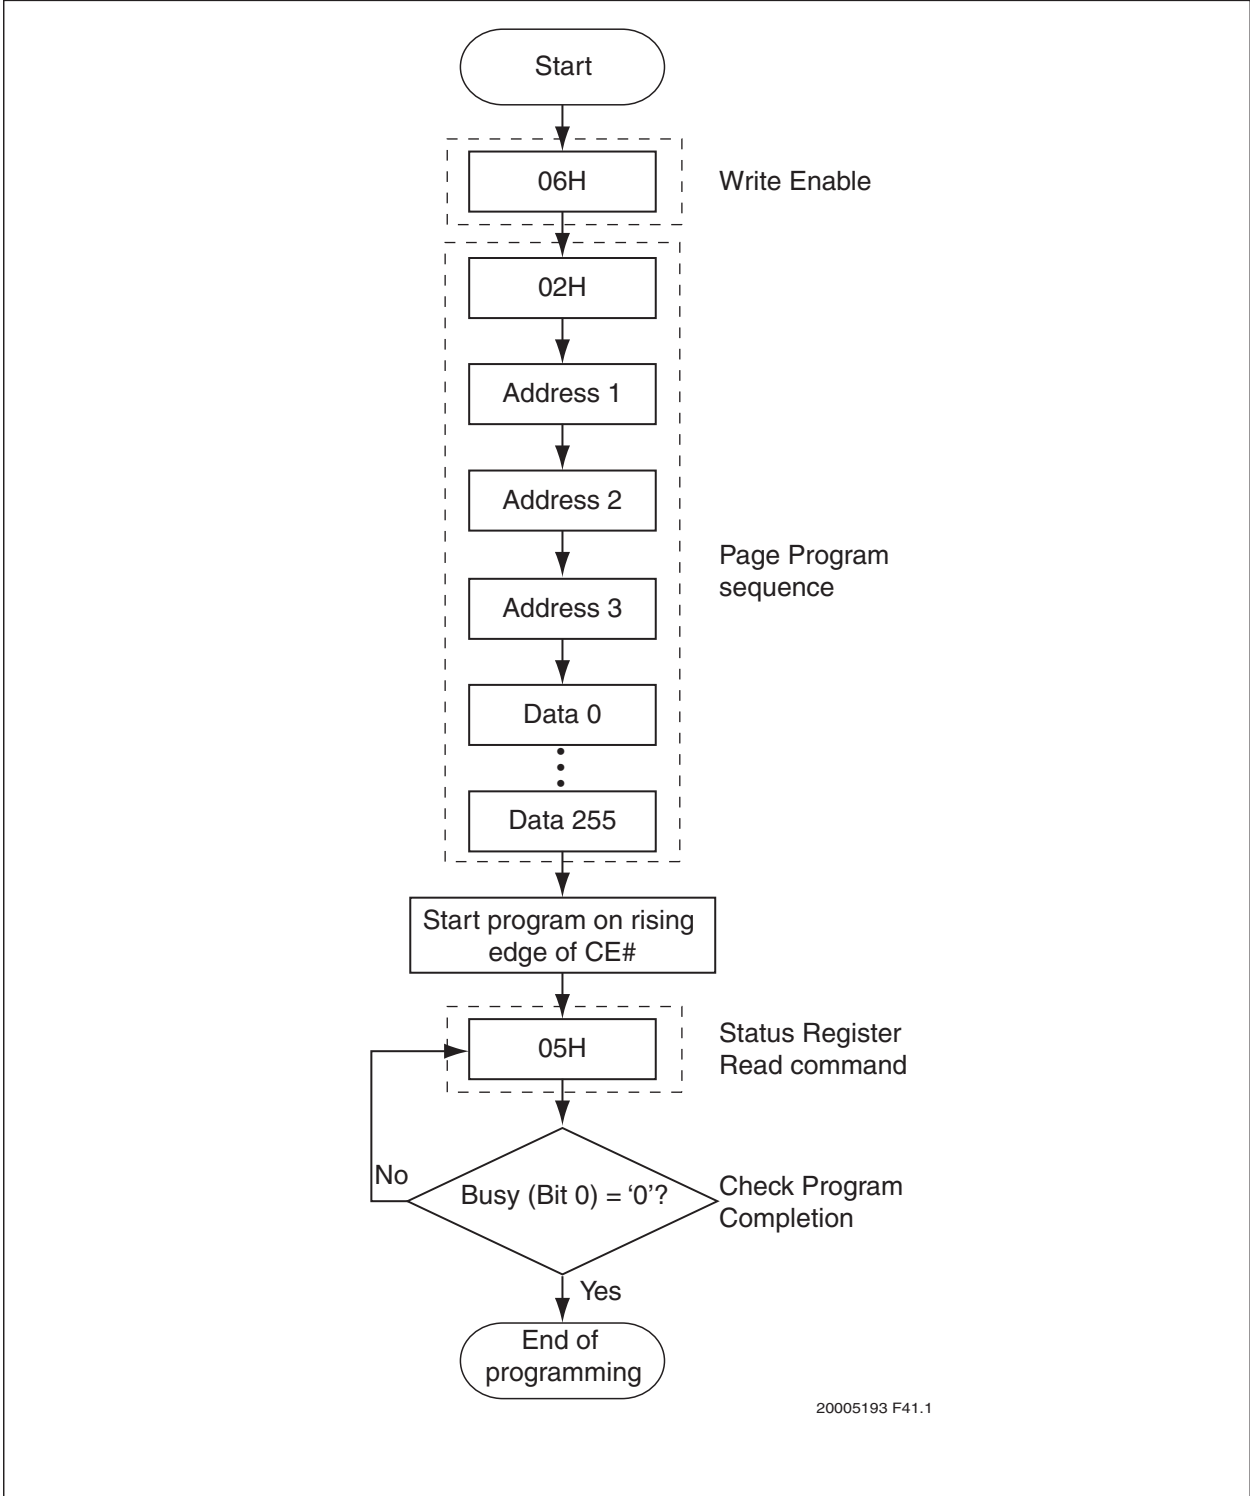 Start
06H
Write Enable
02H
Address 1
Address 2
Address 3
Page Program
sequence
Data 0
Data 255
Start program on rising
edge of CE#
05H
Status Register
Read command
No
Busy (Bit 0) = ‘0’?
Check Program
Completion
Yes
End of
programming
20005193 F41.1